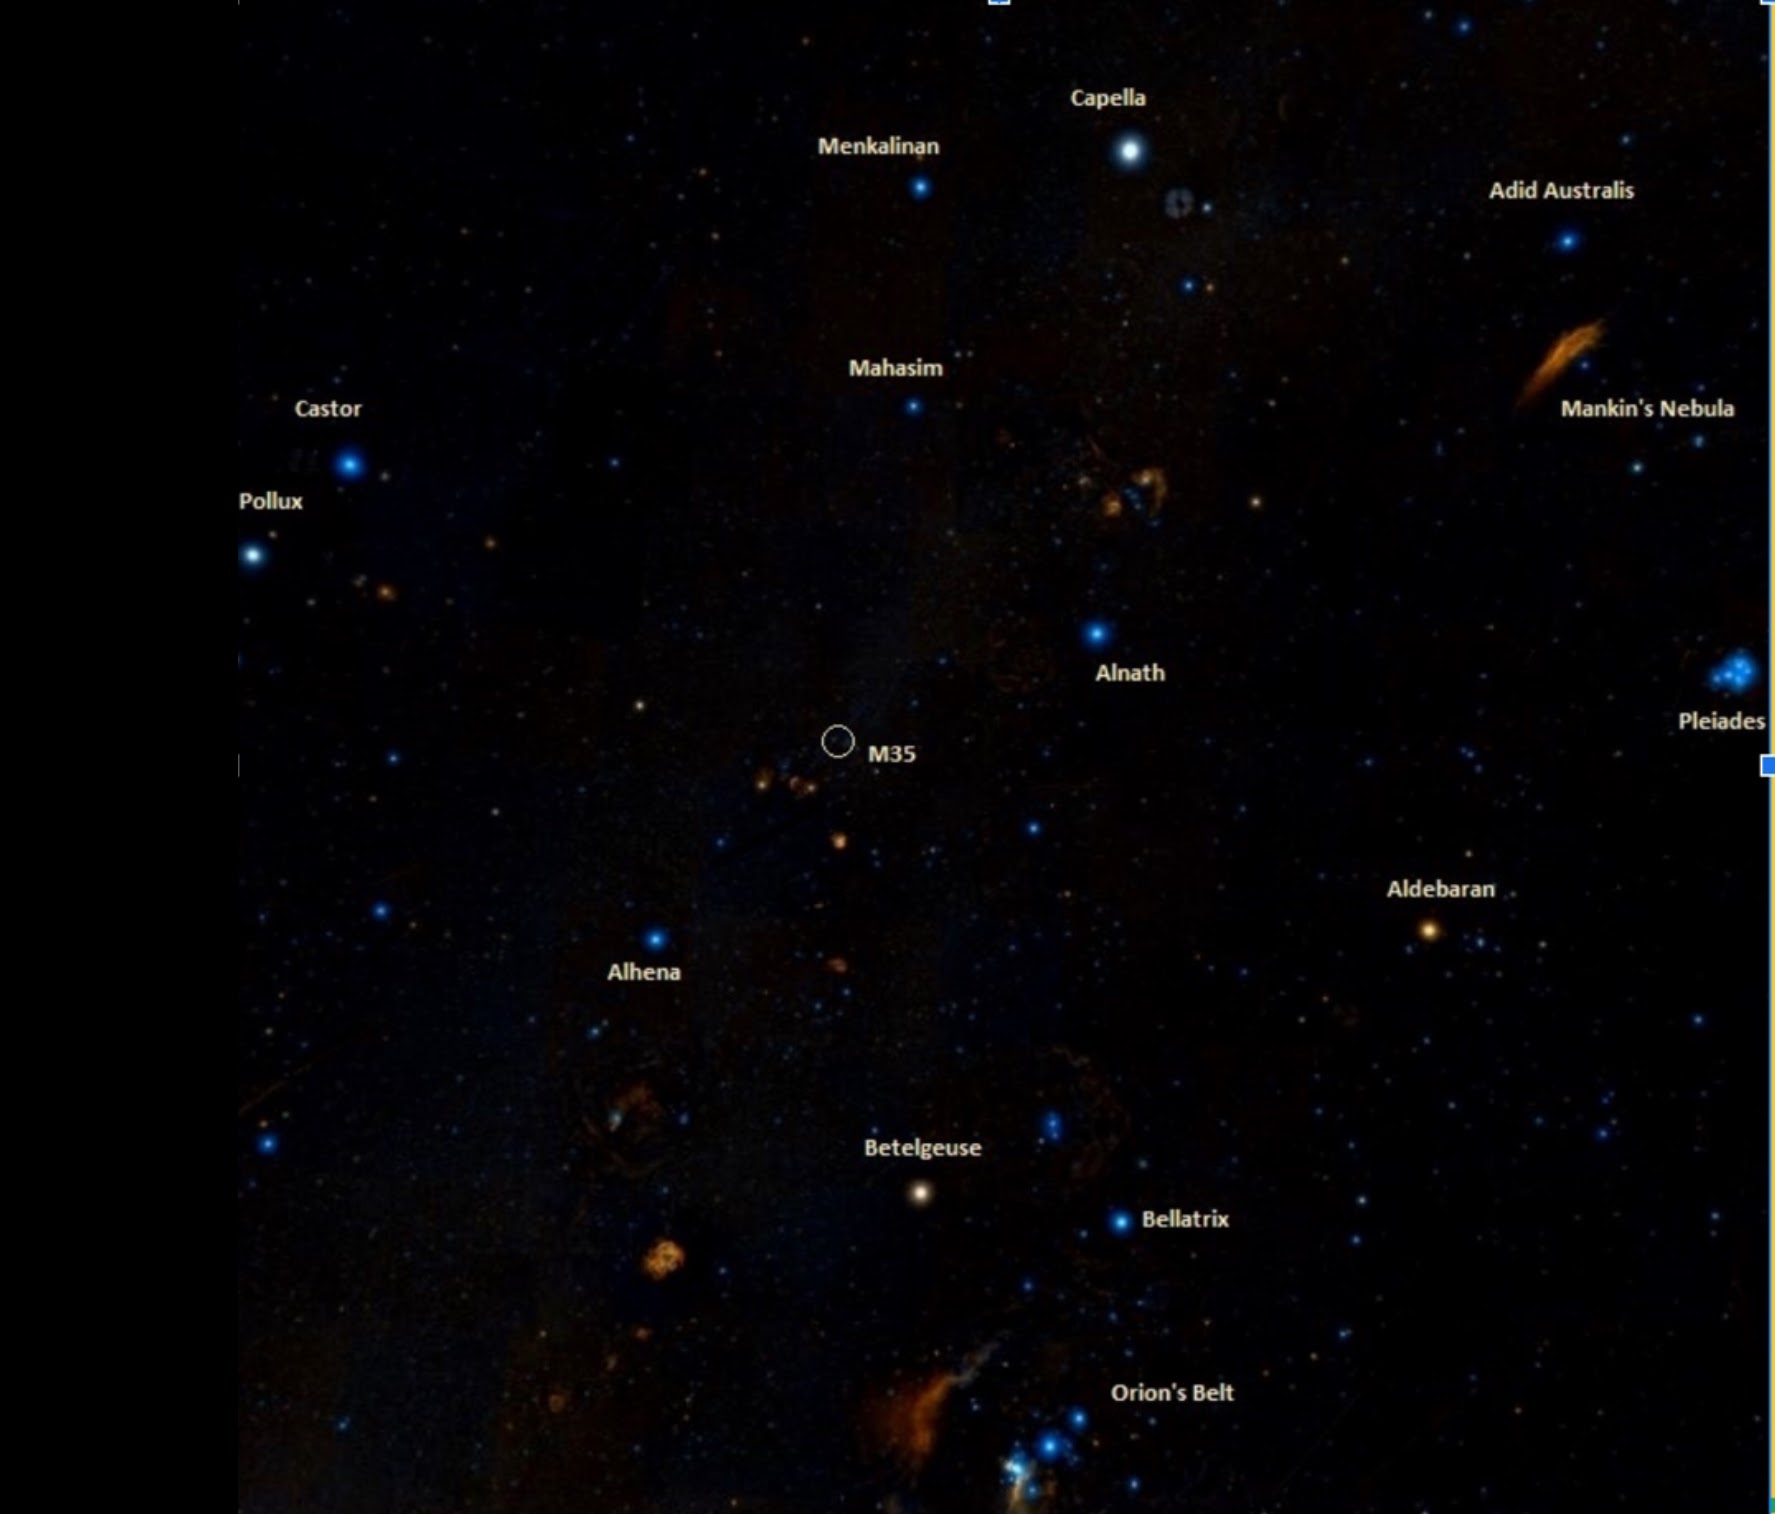 Capella
Menkalinan
Adid Australis
Mahasim
Castor
Mankin's Nebula
Pollux
Alnath
Pleiades
M35
Aldebaran
Alhena
Betelgeuse
Bellatrix
Orion's Belt